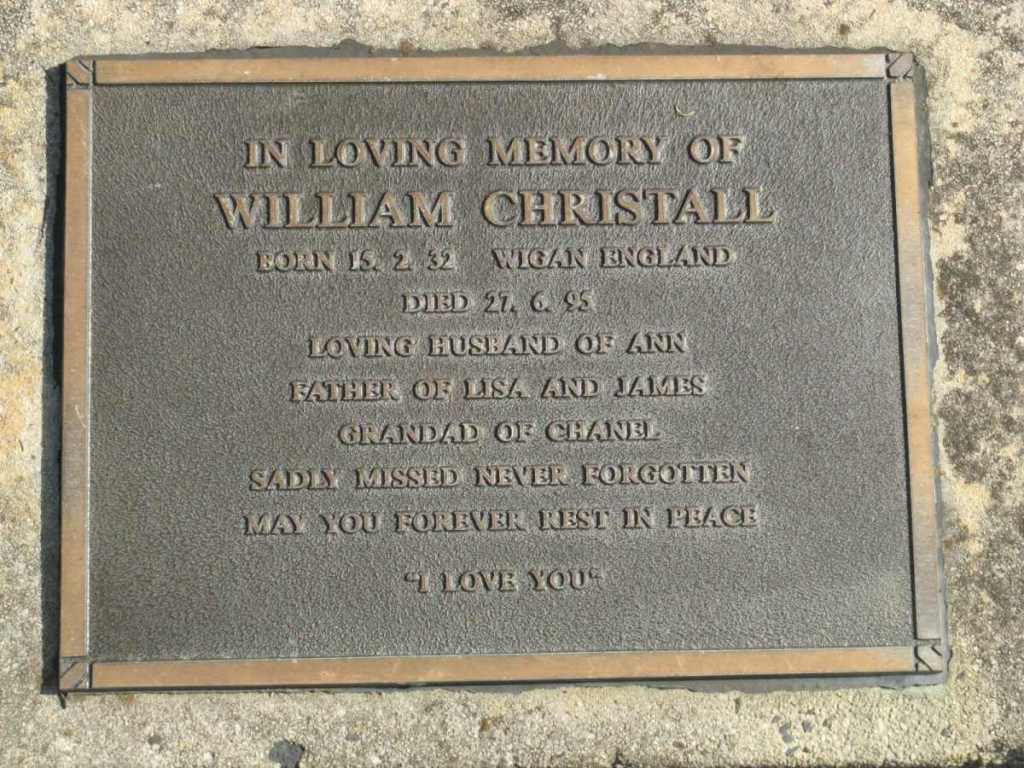 IN LOVING MEMORY OF
WILLIAM CHRISTALL
BORN 15. 2. 32 WIGAN ENGLAND
DIED 27. 6. 95
LOVING HUSBAND OF ANN
FATHER OF LISA AND JAMES
GRANDAD OF CHANEL
SADLY MISSED NEVER FORGOTTEN
MAY YOU FOREVER REST IN PEACE
"I LOVE YOU"